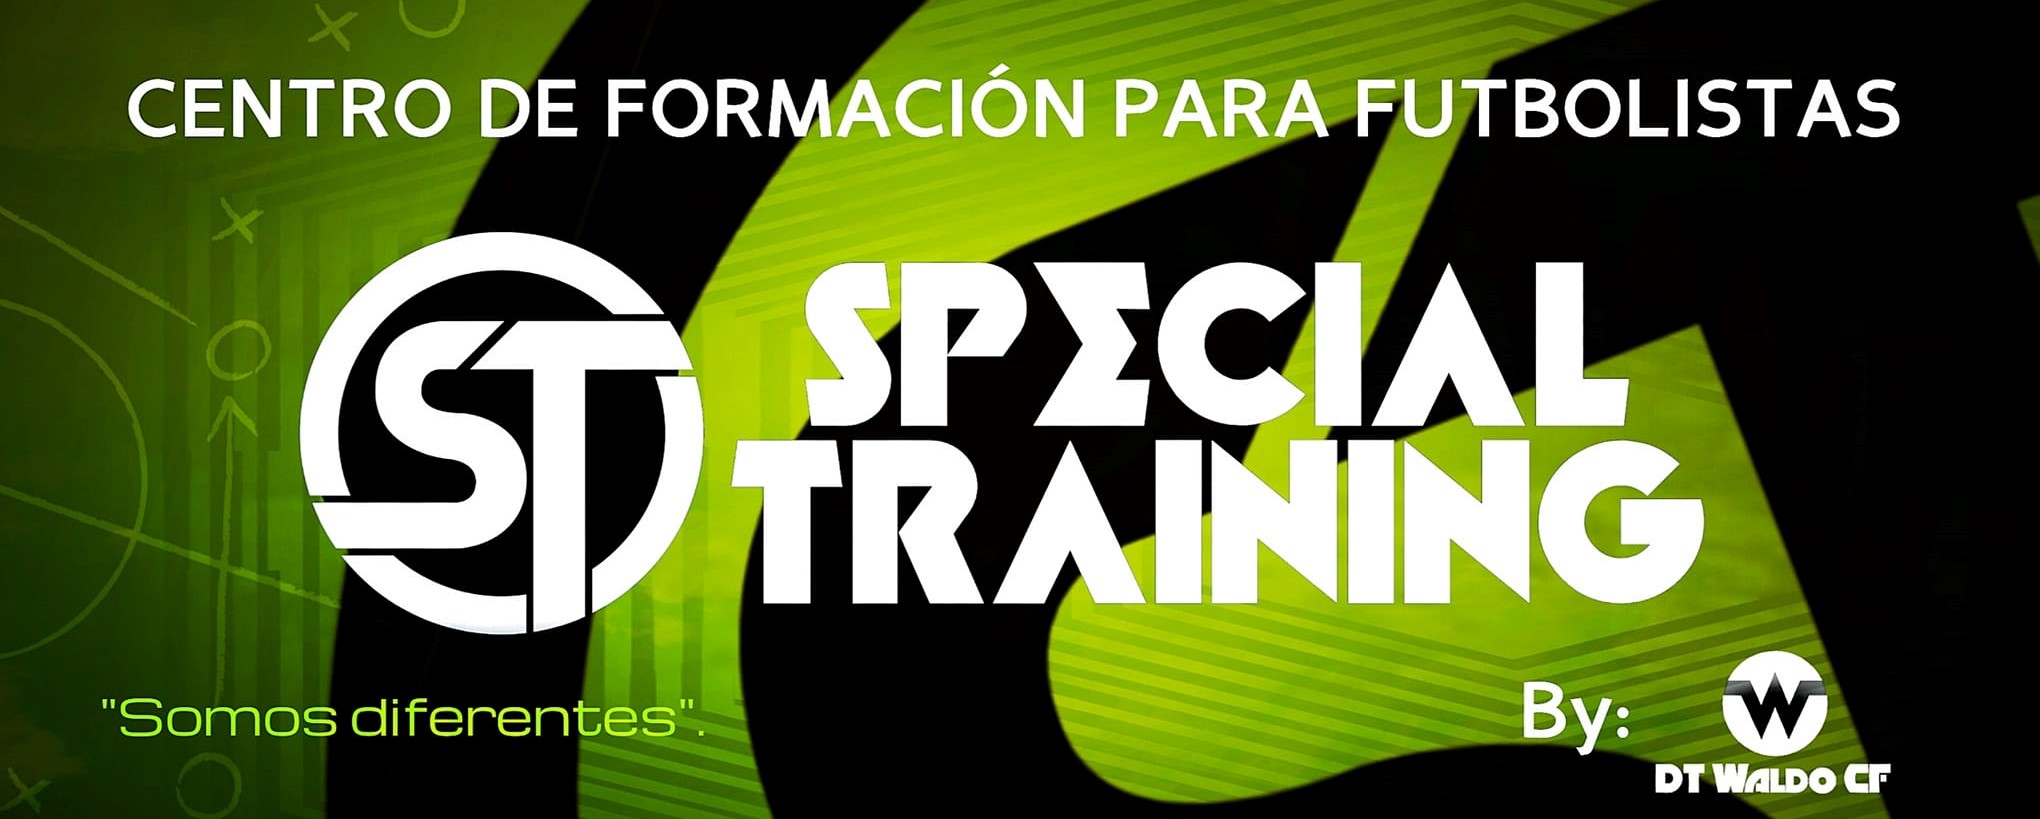 CENTRO DE FORMACIÓN PARA FUTBOLISTAS
ST
SPECIAL
TRAINING
"Somos diferentes".
By:
W
DT WALDO CF